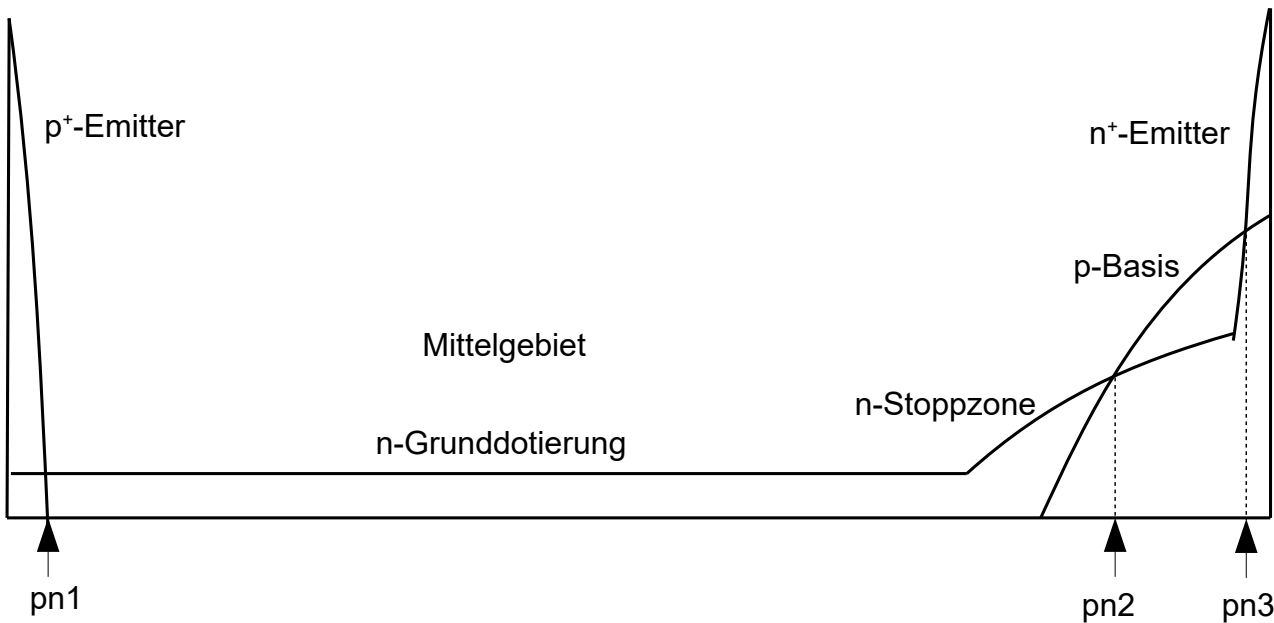 p⁺-Emitter
n⁺-Emitter
p-Basis
Mittelgebiet
n-Stoppzone
n-Grunddotierung
pn1
pn2
pn3